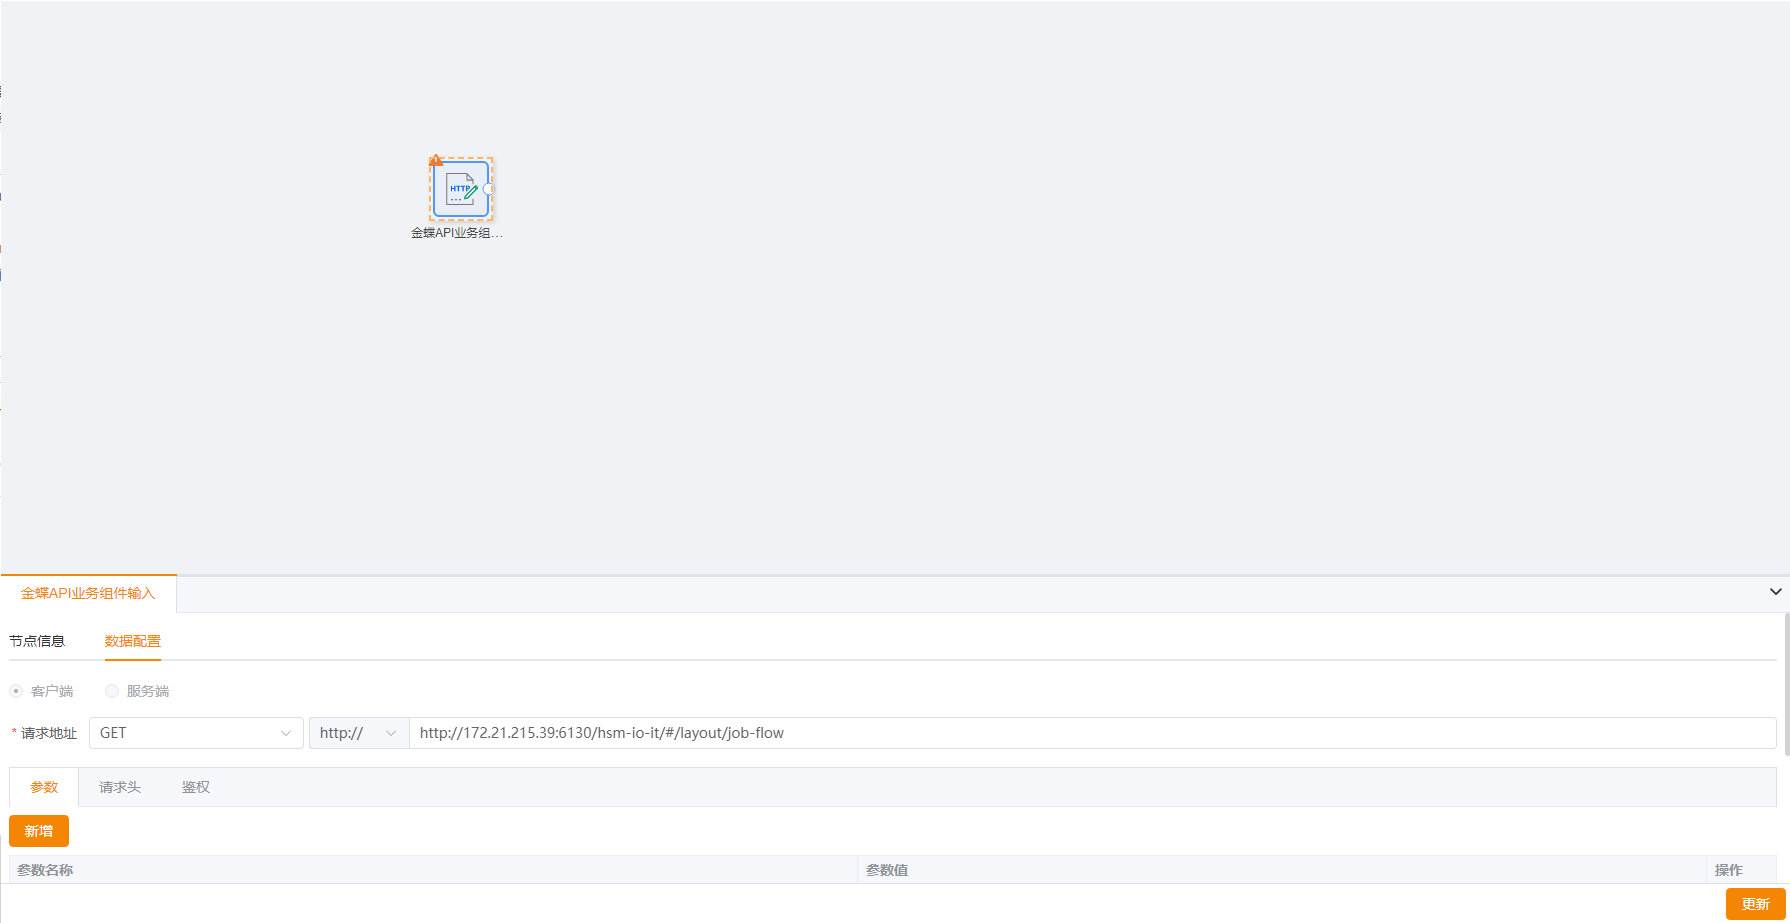 HTTP
金蝶API业务组...
金蝶API业务组件输入
节点信息 数据配置
客户端 服务端
* 请求地址 GET http:// http://172.21.215.39:6130/hsm-io-it/#/layout/job-flow
参数 请求头 鉴权
新增
参数名称 参数值 操作
更新